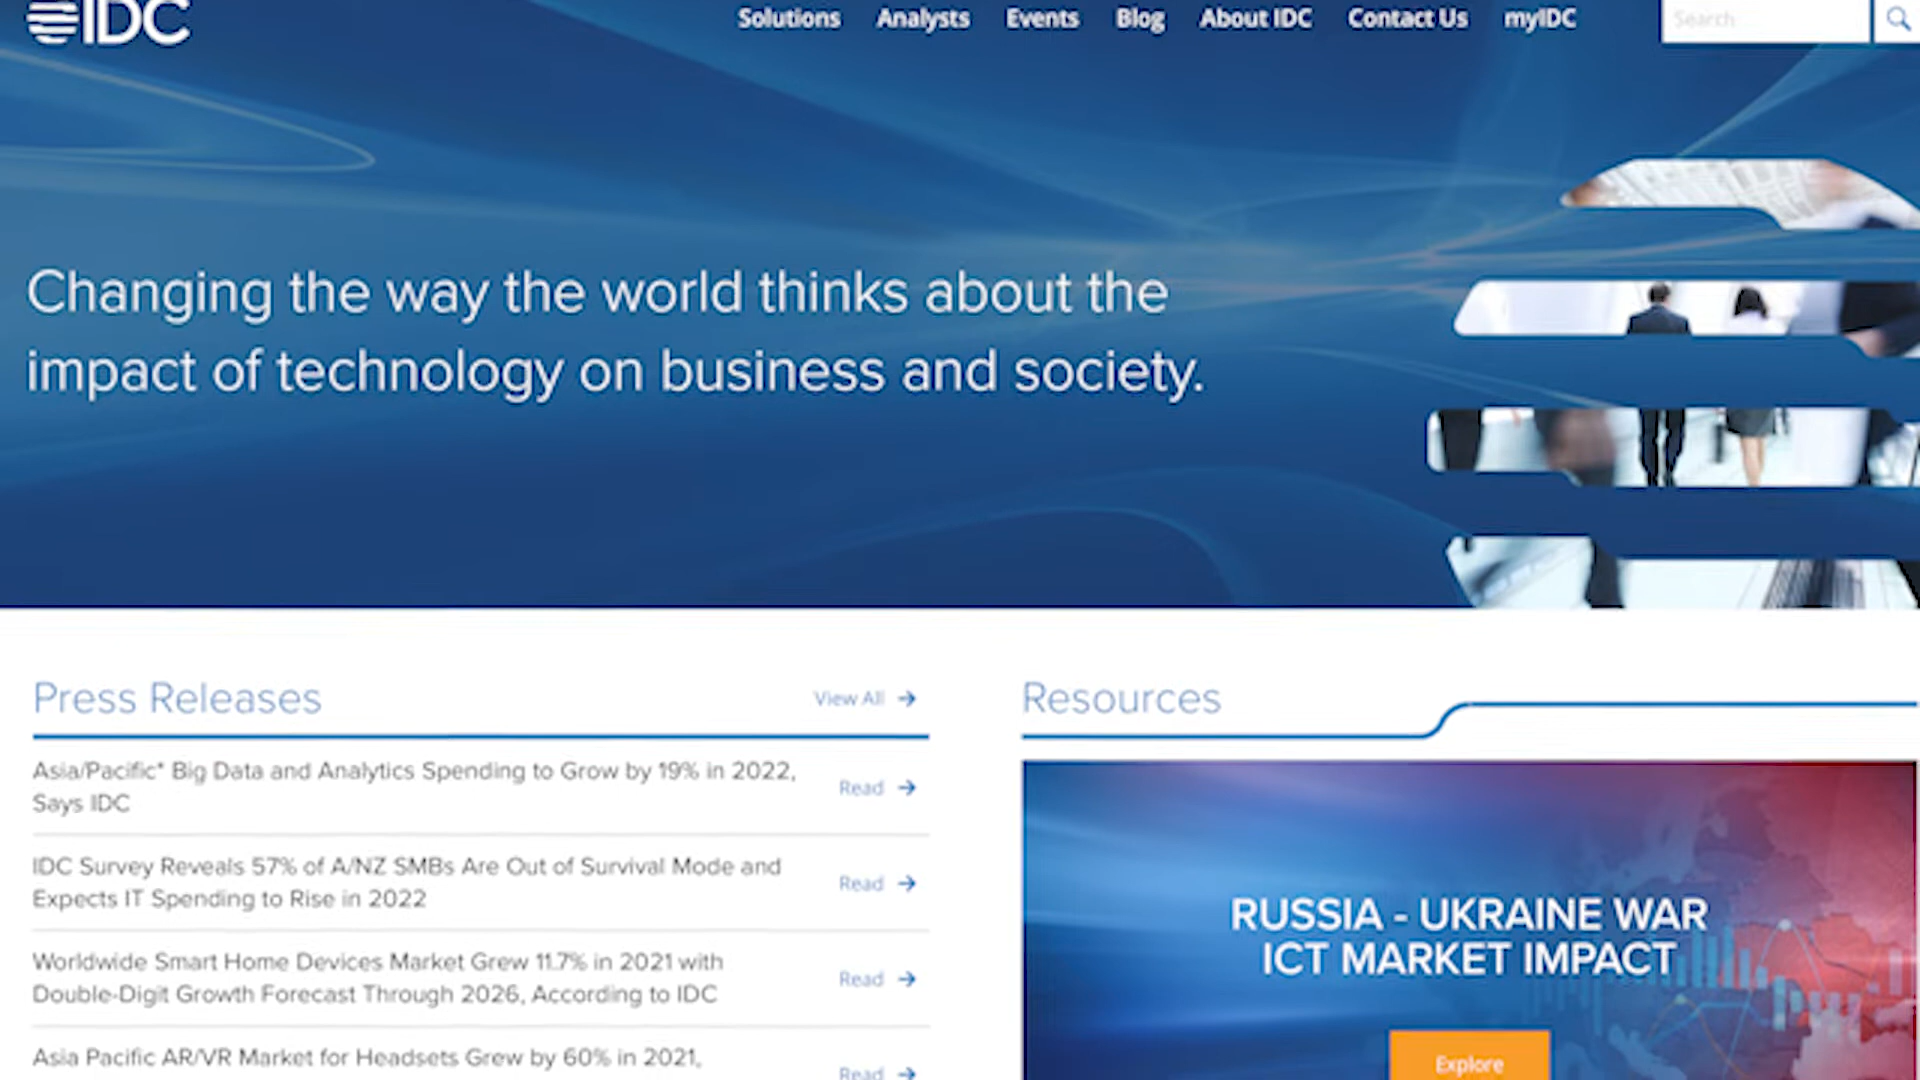 IDC
Solutions Analysts Events Blog About IDC Contact Us myIDC Search
Changing the way the world thinks about the
impact of technology on business and society.
Press Releases View All
Asia/Pacific* Big Data and Analytics Spending to Grow by 19% in 2022,
Says IDC
Read
IDC Survey Reveals 57% of A/NZ SMBs Are Out of Survival Mode and
Expects IT Spending to Rise in 2022
Read
Worldwide Smart Home Devices Market Grew 11.7% in 2021 with
Double-Digit Growth Forecast Through 2026, According to IDC
Read
Asia Pacific AR/VR Market for Headsets Grew by 60% in 2021,
Read
Resources
RUSSIA - UKRAINE WAR
ICT MARKET IMPACT
Explore